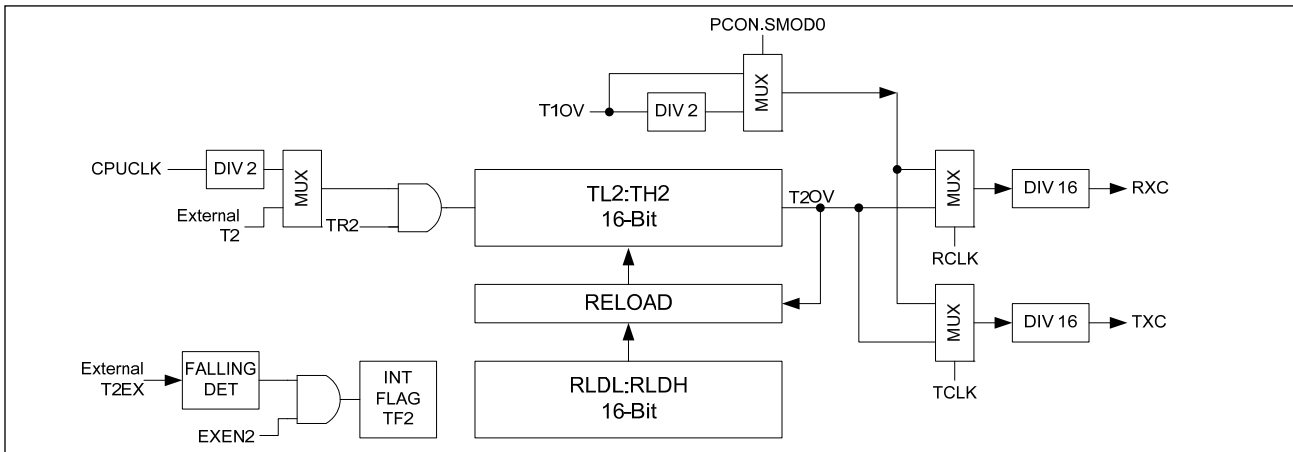 PCON.SMOD0
T1OV
DIV 2
MUX
CPUCLK
DIV 2
MUX
External
T2
TR2
TL2:TH2
16-Bit
T2OV
MUX
DIV 16
RXC
RCLK
RELOAD
MUX
DIV 16
TXC
TCLK
External
T2EX
FALLING
DET
EXEN2
INT
FLAG
TF2
RLDL:RLDH
16-Bit